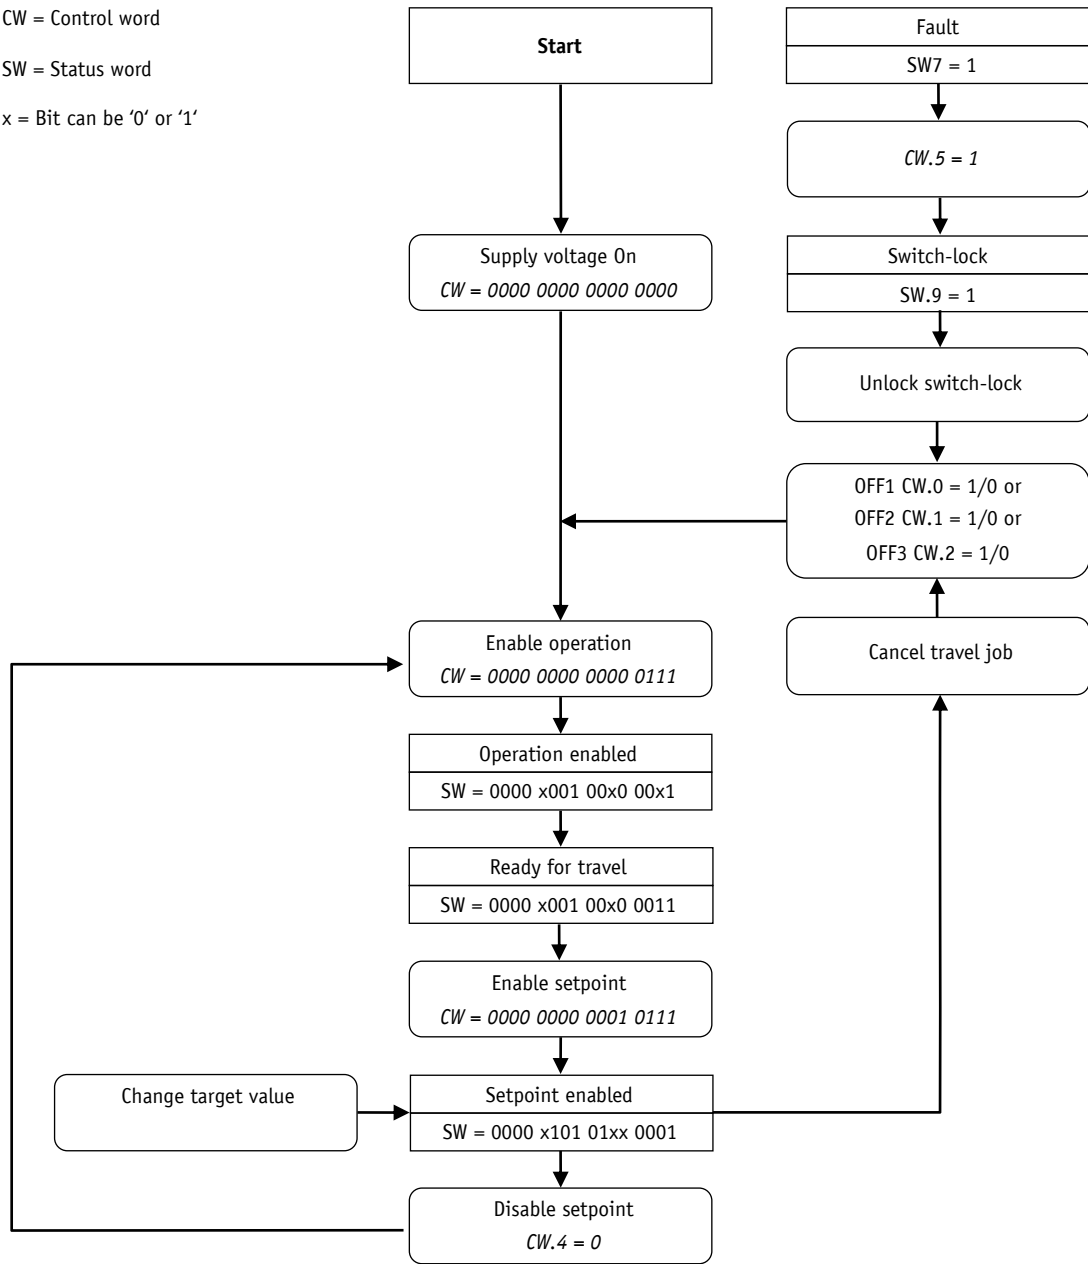 CW = Control word
SW = Status word
x = Bit can be ‘0‘ or ‘1‘
Start
Supply voltage On
CW = 0000 0000 0000 0000
Enable operation
CW = 0000 0000 0000 0111
Operation enabled
SW = 0000 x001 00x0 00x1
Ready for travel
SW = 0000 x001 00x0 0011
Enable setpoint
CW = 0000 0000 0001 0111
Change target value
Setpoint enabled
SW = 0000 x101 01xx 0001
Disable setpoint
CW.4 = 0
Fault
SW7 = 1
CW.5 = 1
Switch-lock
SW.9 = 1
Unlock switch-lock
OFF1 CW.0 = 1/0 or
OFF2 CW.1 = 1/0 or
OFF3 CW.2 = 1/0
Cancel travel job